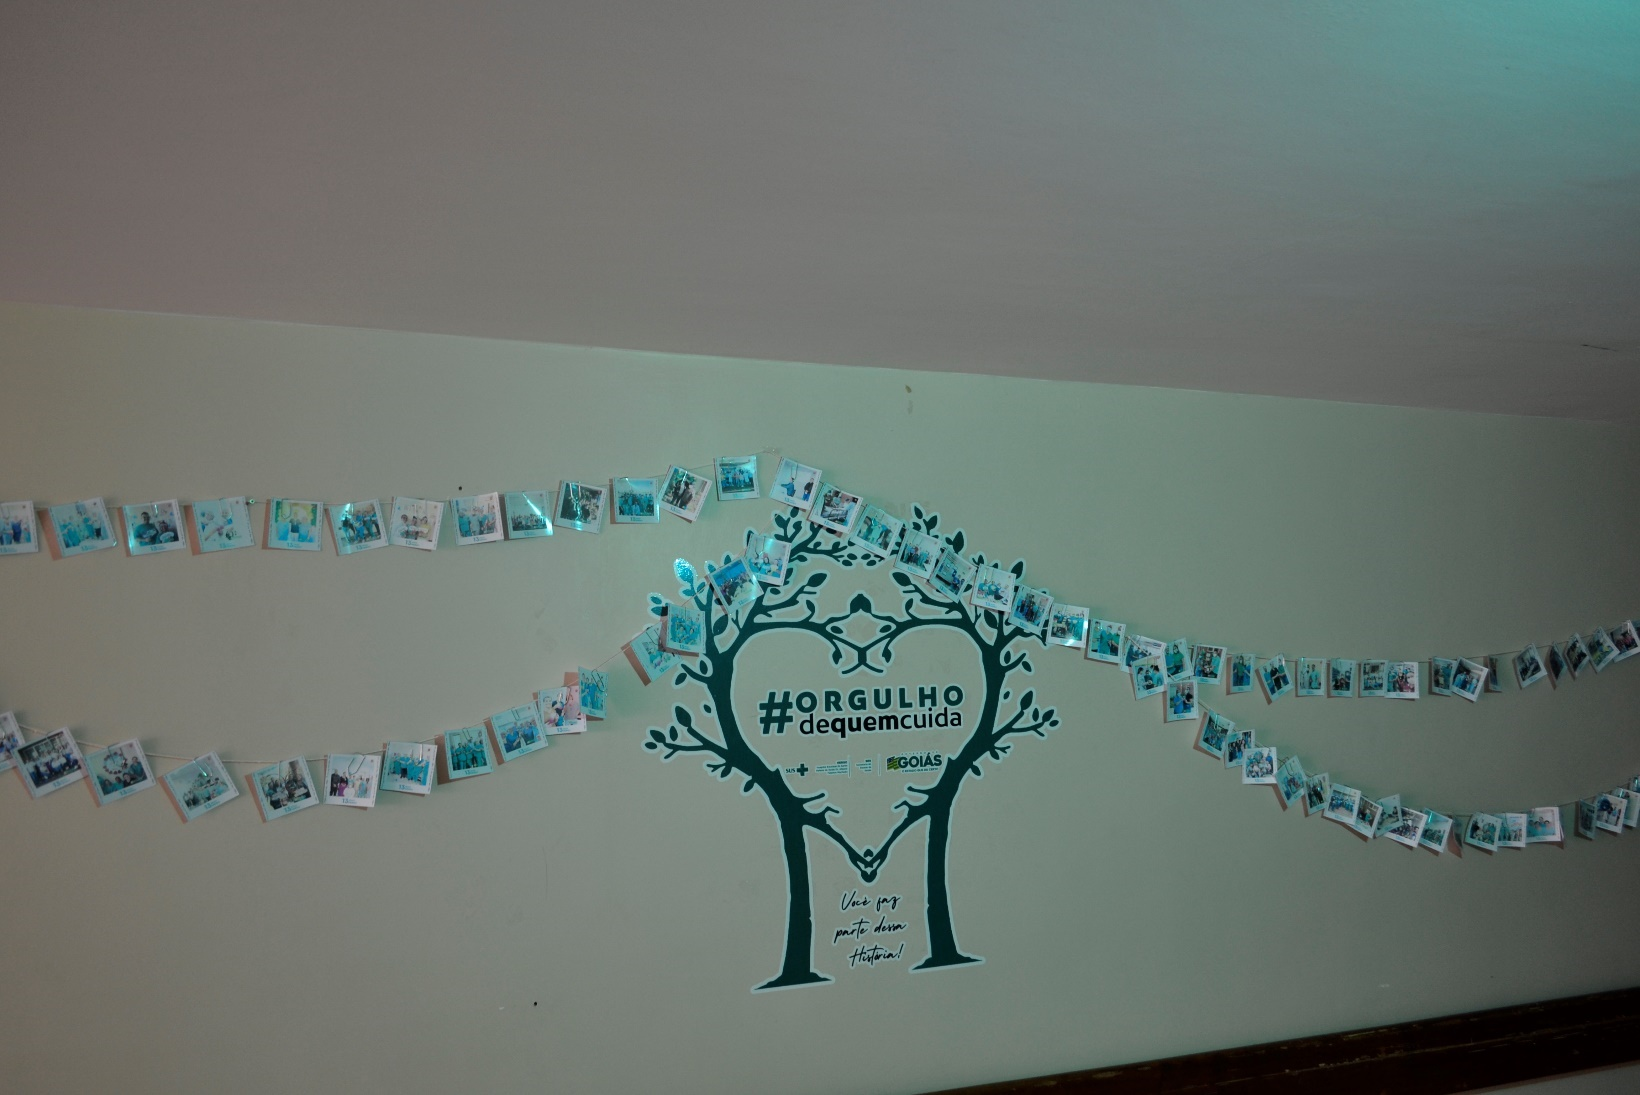 #ORGULHO
dequemcuida
SUS
GOIÁS
Você faz
parte dessa
História!